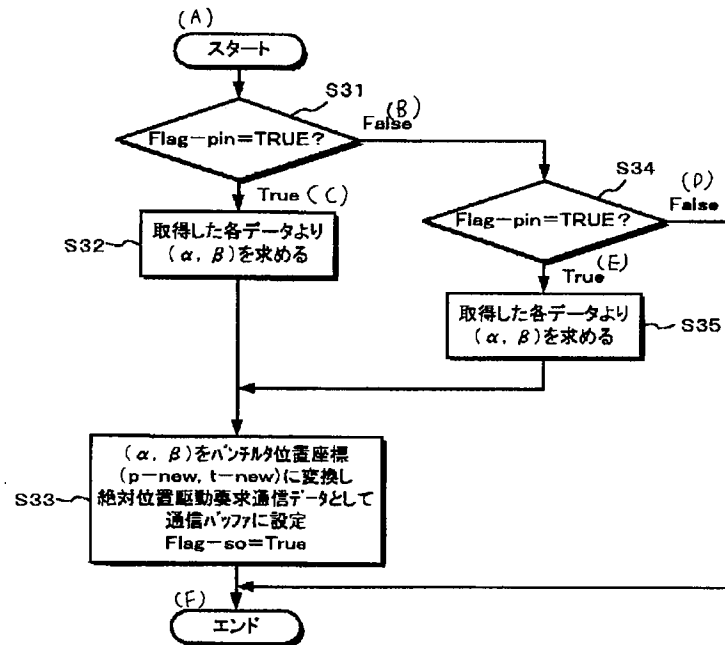 (A)
スタート
S31
Flag-pin=TRUE?
(B)
False
True (C)
S32
取得した各データより
(α, β)を求める
S34
Flag-pin=TRUE?
(D)
False
True (E)
取得した各データより
(α, β)を求める
S35
S33
(α, β)をパンチルタ位置座標
(p-new, t-new)に変換し
絶対位置駆動要求通信データとして
通信バッファに設定
Flag-so=True
(F)
エンド